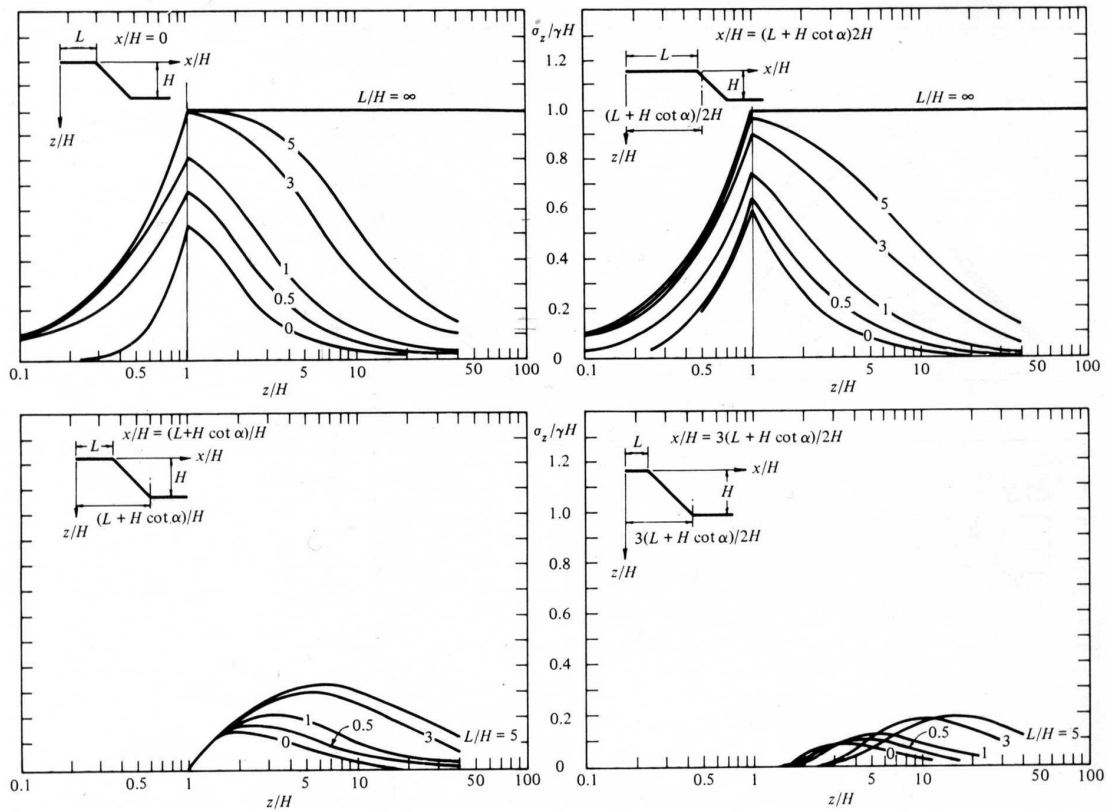 x/H = 0
L
x/H
H
z/H
L/H = ∞
5
3
1
0.5
0
0.1 0.5 1 5 10 50 100
z/H
σz/γH
1.2
1.0
0.8
0.6
0.4
0.2
0
x/H = (L + H cot α)2H
L
x/H
H
(L + H cot α)/2H
z/H
L/H = ∞
5
3
1
0.5
0
0.1 0.5 1 5 10 50 100
z/H
x/H = (L+H cot α)/H
L
x/H
H
(L + H cot α)/H
z/H
1
0.5
0
3
L/H = 5
0.1 0.5 1 5 10 50 100
z/H
σz/γH
1.2
1.0
0.8
0.6
0.4
0.2
0
x/H = 3(L + H cot α)/2H
L
x/H
H
3(L + H cot α)/2H
z/H
L/H = 5
3
1
0.5
0
0.1 0.5 1 5 10 50 100
z/H